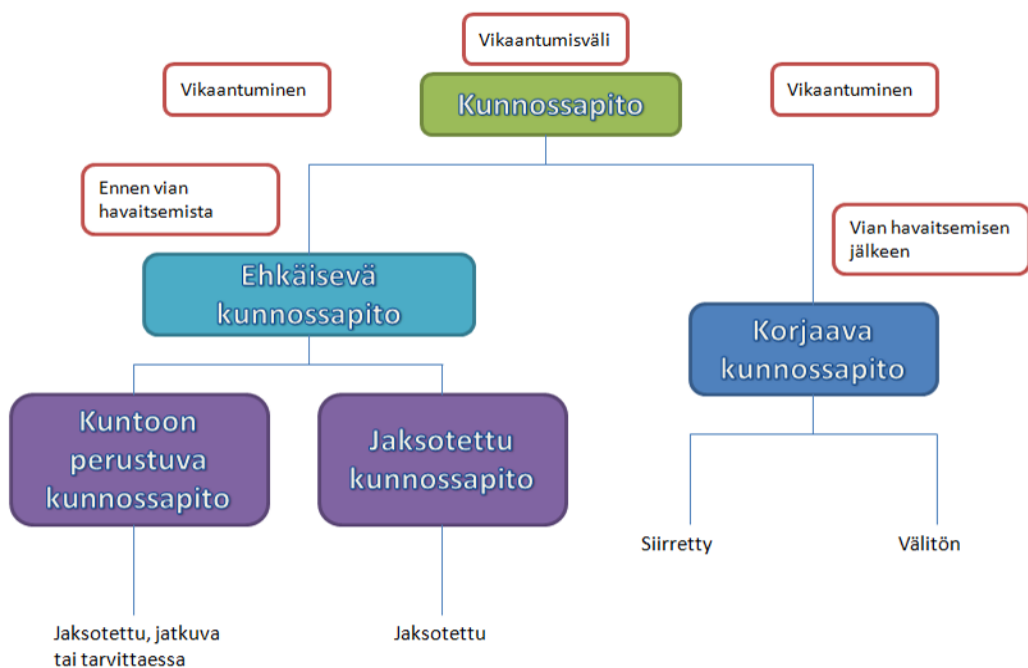 Vikaantumisväli
Vikaantuminen
Kunnossapito
Vikaantuminen
Ennen vian
havaitsemista
Vian havaitsemisen
jälkeen
Ehkäisevä
kunnossapito
Korjaava
kunnossapito
Kuntoon
perustuva
kunnossapito
Jaksotettu
kunnossapito
Siirretty
Välitön
Jaksotettu, jatkuva
tai tarvittaessa
Jaksotettu